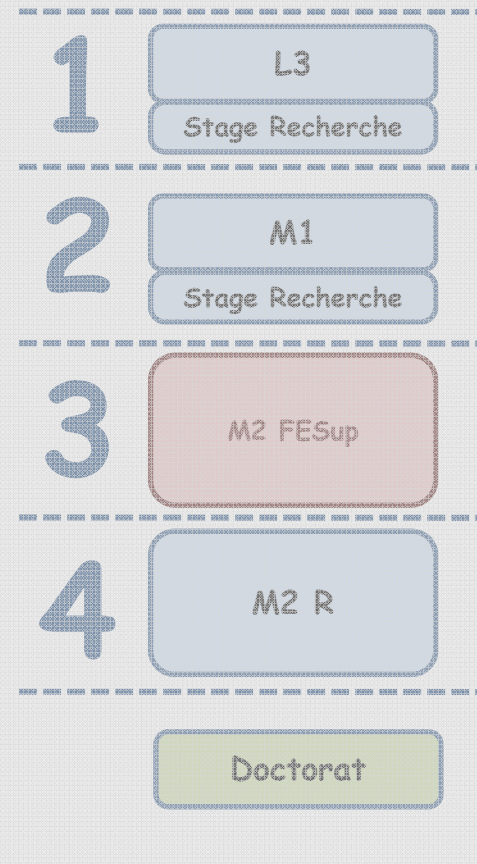 1
L3
Stage Recherche
2
M1
Stage Recherche
3
M2 FESup
4
M2 R
Doctorat